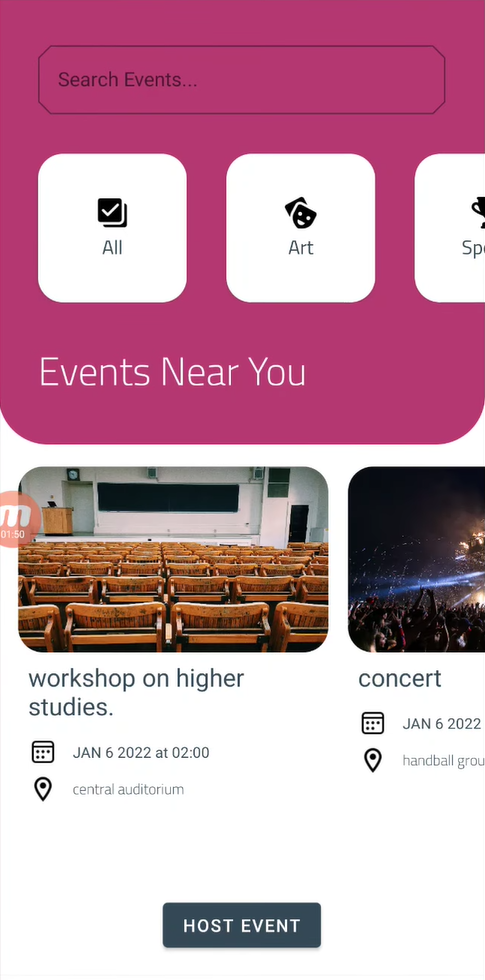 Search Events...
All
Art
Spo
Events Near You
m
01:50
workshop on higher
studies.
JAN 6 2022 at 02:00
central auditorium
concert
JAN 6 2022
handball grou
HOST EVENT